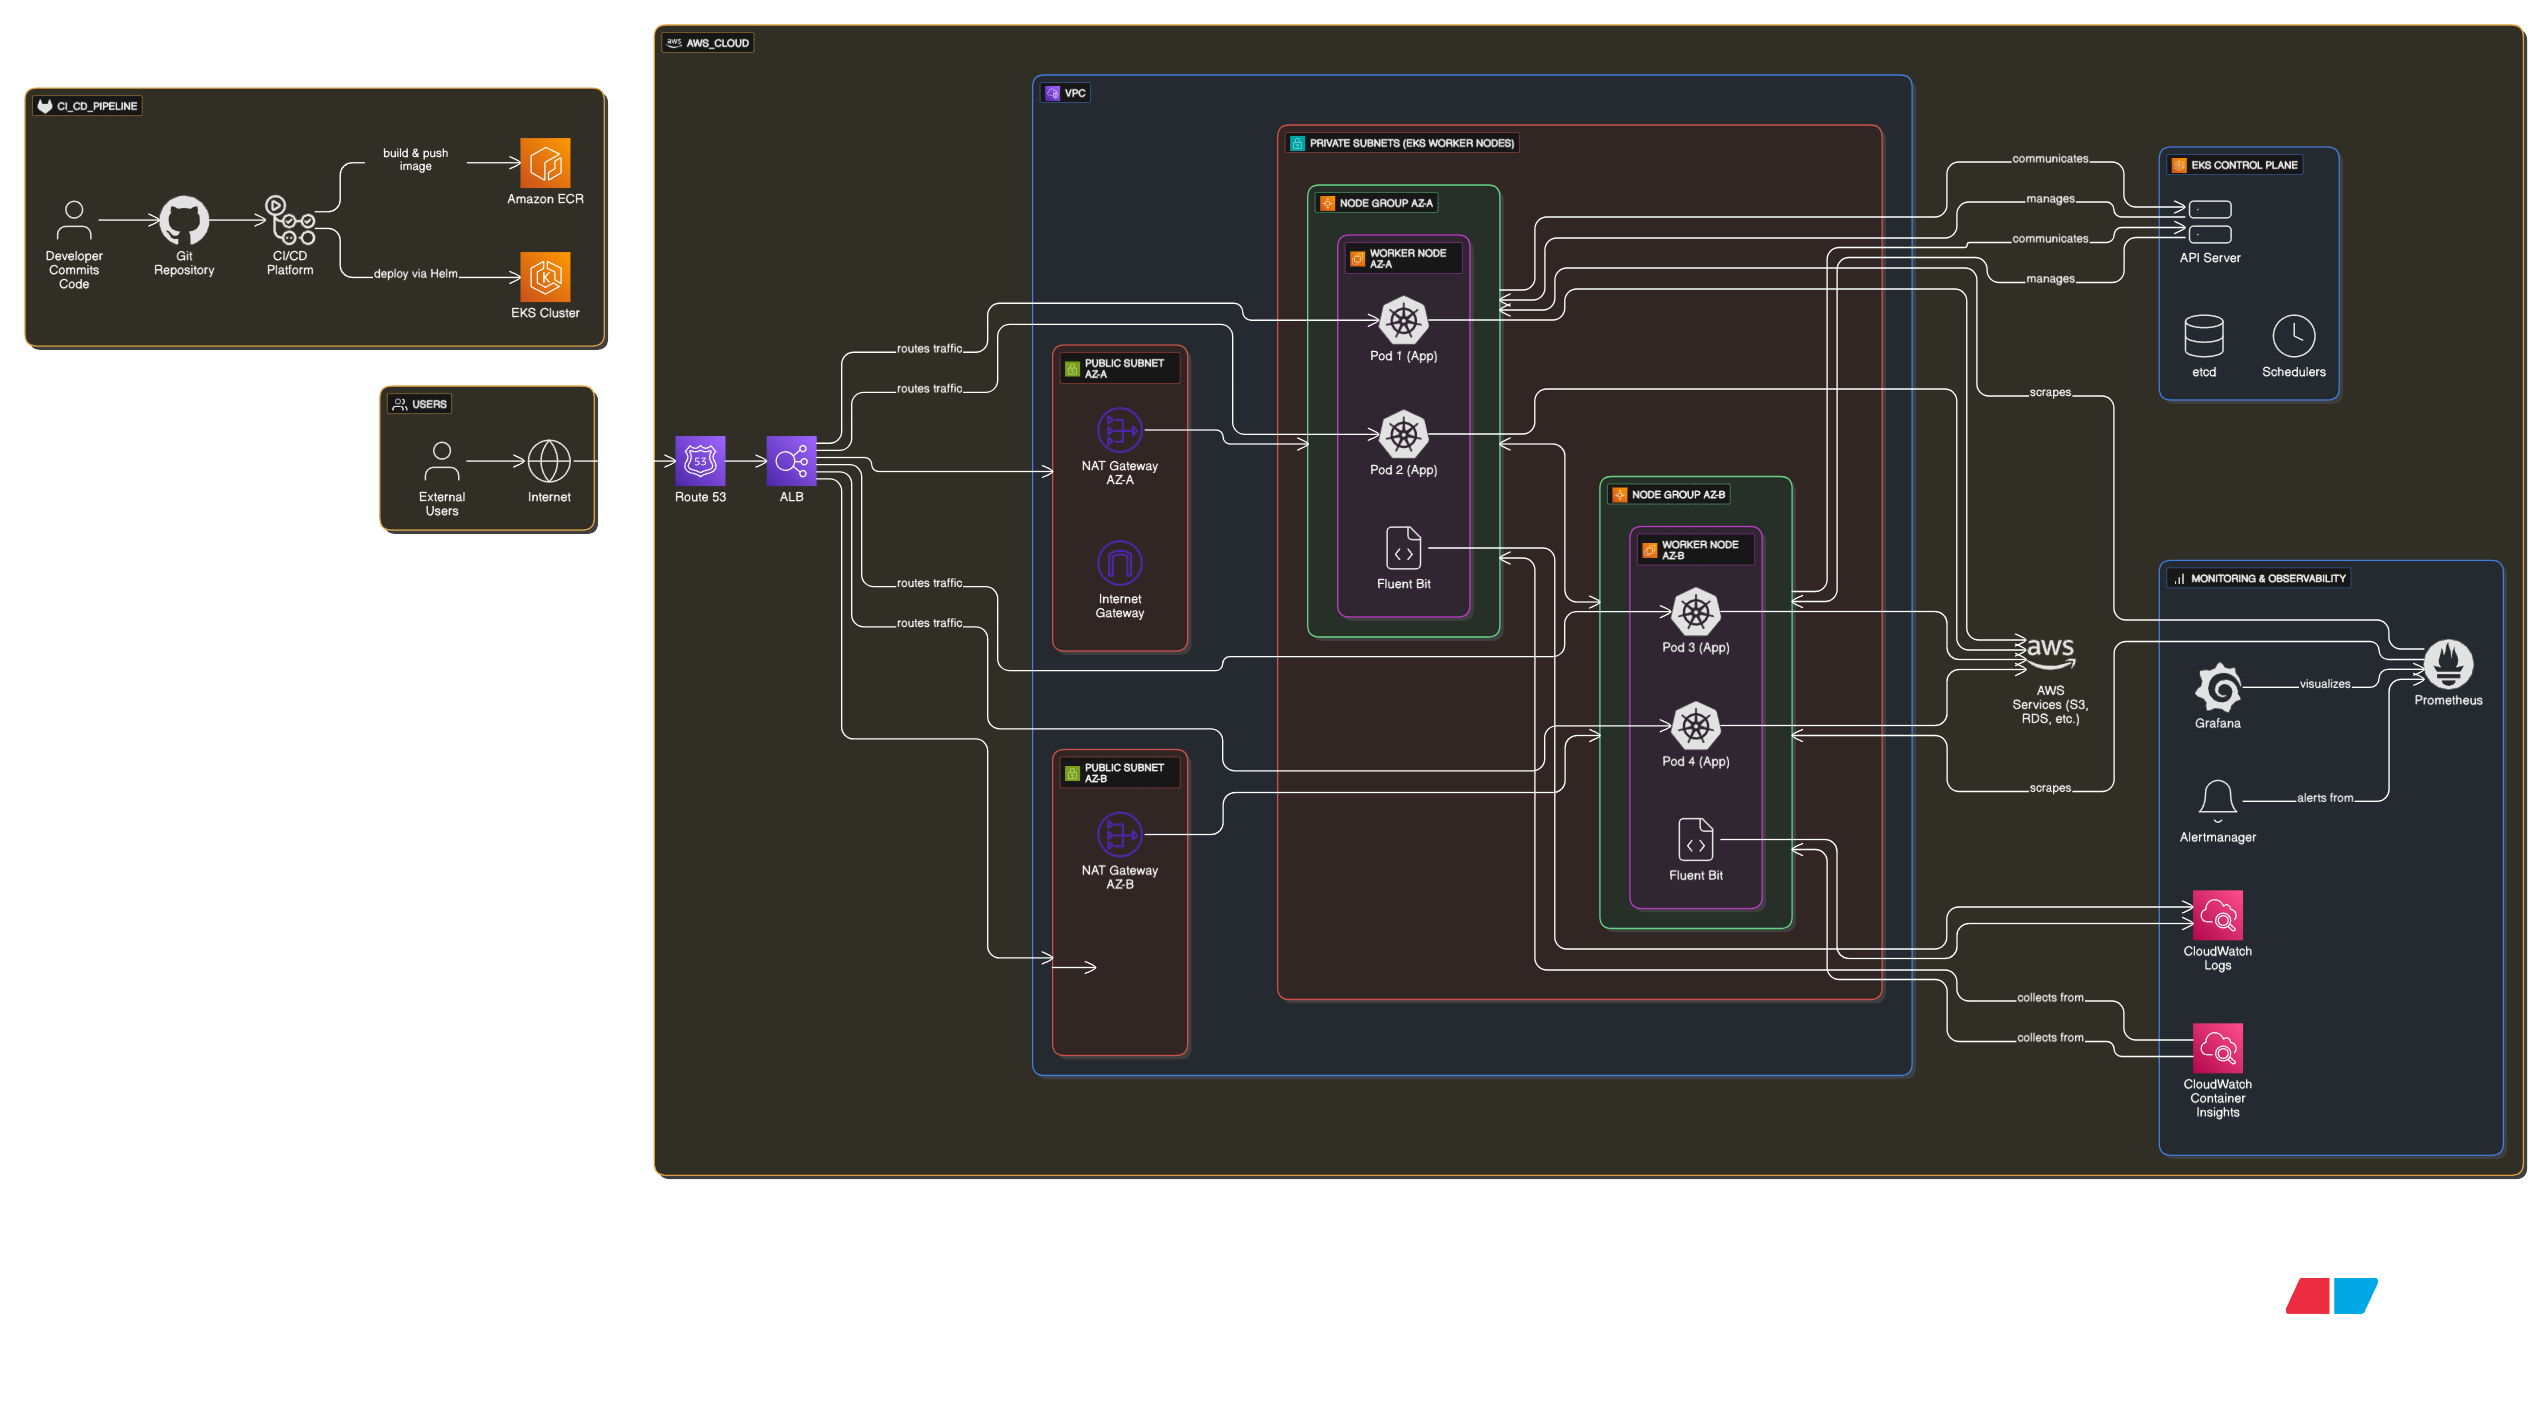 aws AWS_CLOUD
CI_CD_PIPELINE
build & push
image
Amazon ECR
Developer
Commits
Code
Git
Repository
CI/CD
Platform
deploy via Helm
K
EKS Cluster
USERS
External
Users
Internet
53
Route 53
ALB
routes traffic
routes traffic
routes traffic
routes traffic
VPC
PUBLIC SUBNET
AZ-A
NAT Gateway
AZ-A
Internet
Gateway
PUBLIC SUBNET
AZ-B
NAT Gateway
AZ-B
PRIVATE SUBNETS (EKS WORKER NODES)
NODE GROUP AZ-A
WORKER NODE
AZ-A
Pod 1 (App)
Pod 2 (App)
Fluent Bit
NODE GROUP AZ-B
WORKER NODE
AZ-B
Pod 3 (App)
Pod 4 (App)
Fluent Bit
communicates
manages
communicates
manages
scrapes
EKS CONTROL PLANE
API Server
etcd
Schedulers
aws
AWS
Services (S3,
RDS, etc.)
scrapes
MONITORING & OBSERVABILITY
Grafana
visualizes
Prometheus
Alertmanager
alerts from
CloudWatch
Logs
collects from
collects from
CloudWatch
Container
Insights